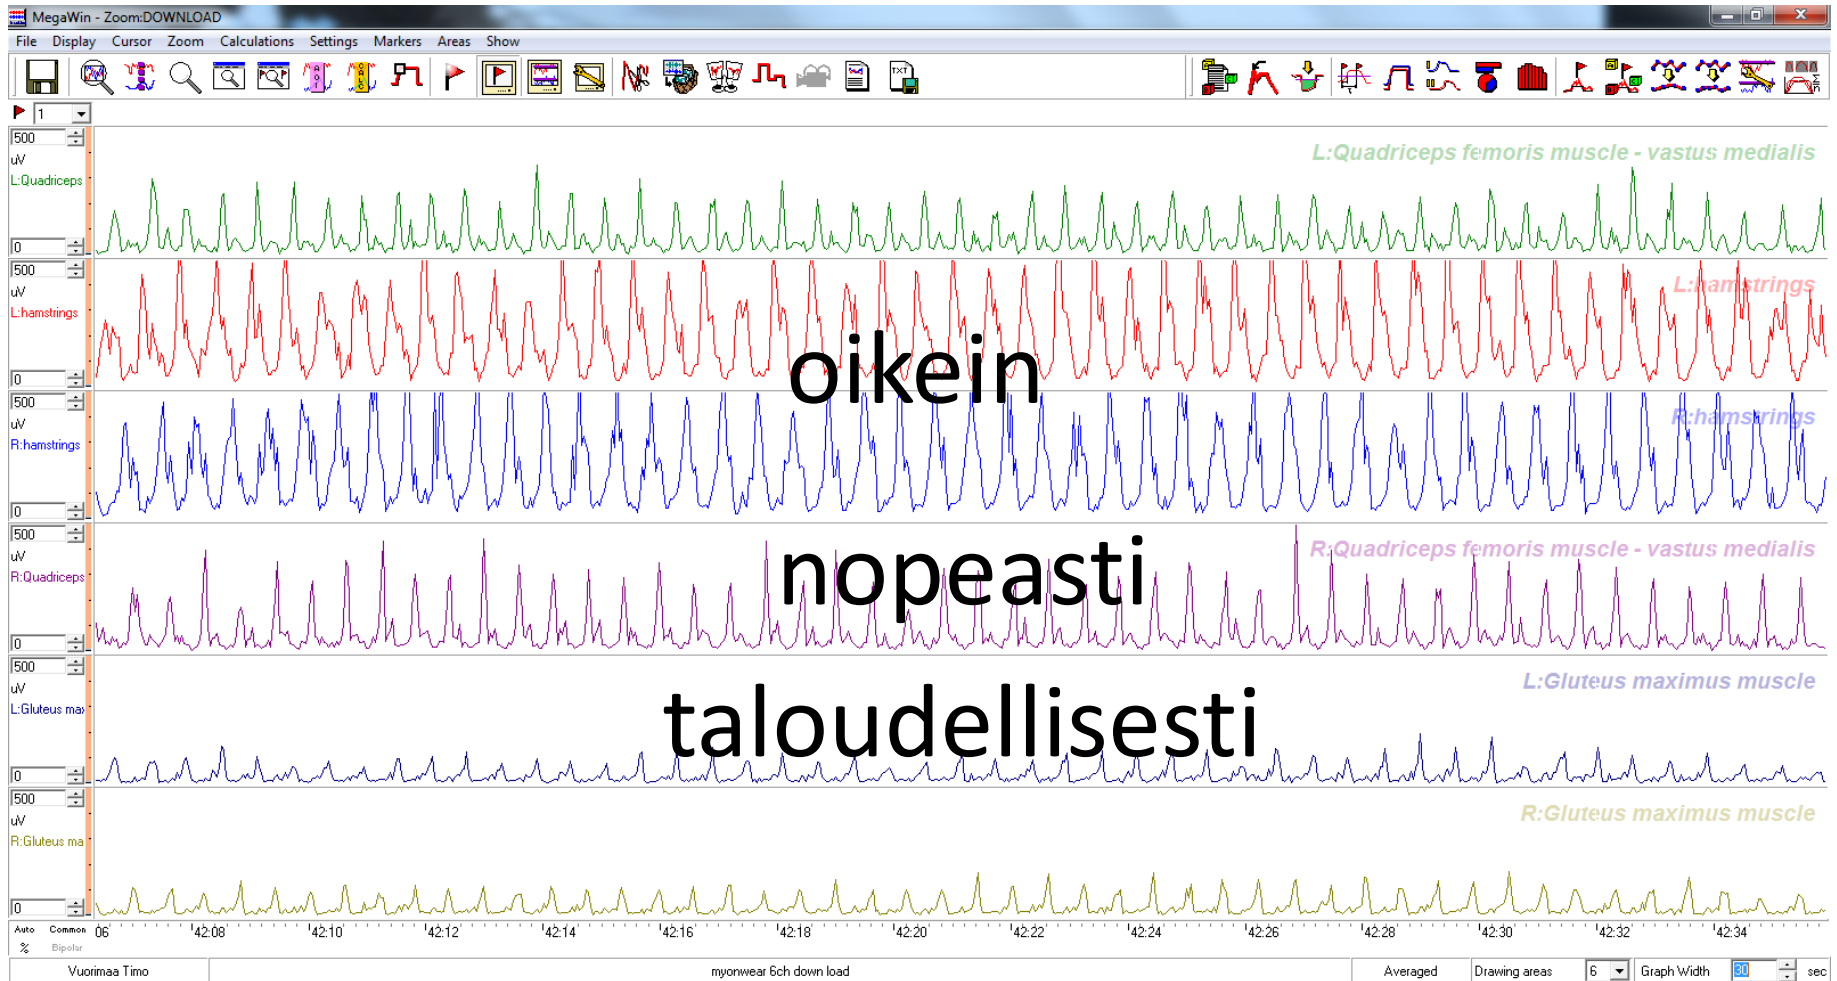 MegaWin - Zoom:DOWNLOAD
File Display Cursor Zoom Calculations Settings Markers Areas Show
1
500
uV
L:Quadriceps
0
L:Quadriceps femoris muscle - vastus medialis
500
uV
L:hamstrings
0
L:hamstrings
oikein
500
uV
R:hamstrings
0
R:hamstrings
500
uV
R:Quadriceps
0
R:Quadriceps femoris muscle - vastus medialis
nopeasti
500
uV
L:Gluteus max
0
L:Gluteus maximus muscle
taloudellisesti
500
uV
R:Gluteus ma
0
R:Gluteus maximus muscle
Auto Common 06 42:08 42:10 42:12 42:14 42:16 42:18 42:20 42:22 42:24 42:26 42:28 42:30 42:32 42:34
% Bipolar
Vuorimaa Timo myonwear 6ch down load Averaged Drawing areas 6 Graph Width 30 sec